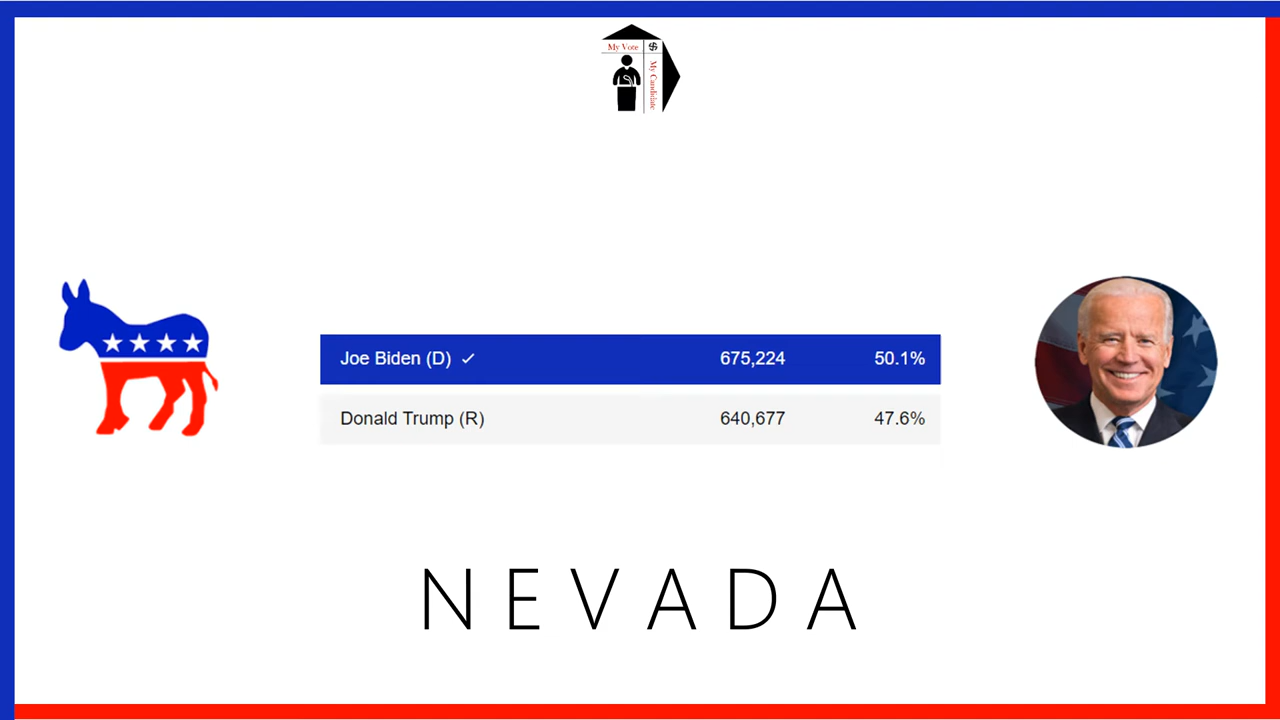 My Vote
My Candidate
Joe Biden (D) ✓ 675,224 50.1%
Donald Trump (R) 640,677 47.6%
NEVADA